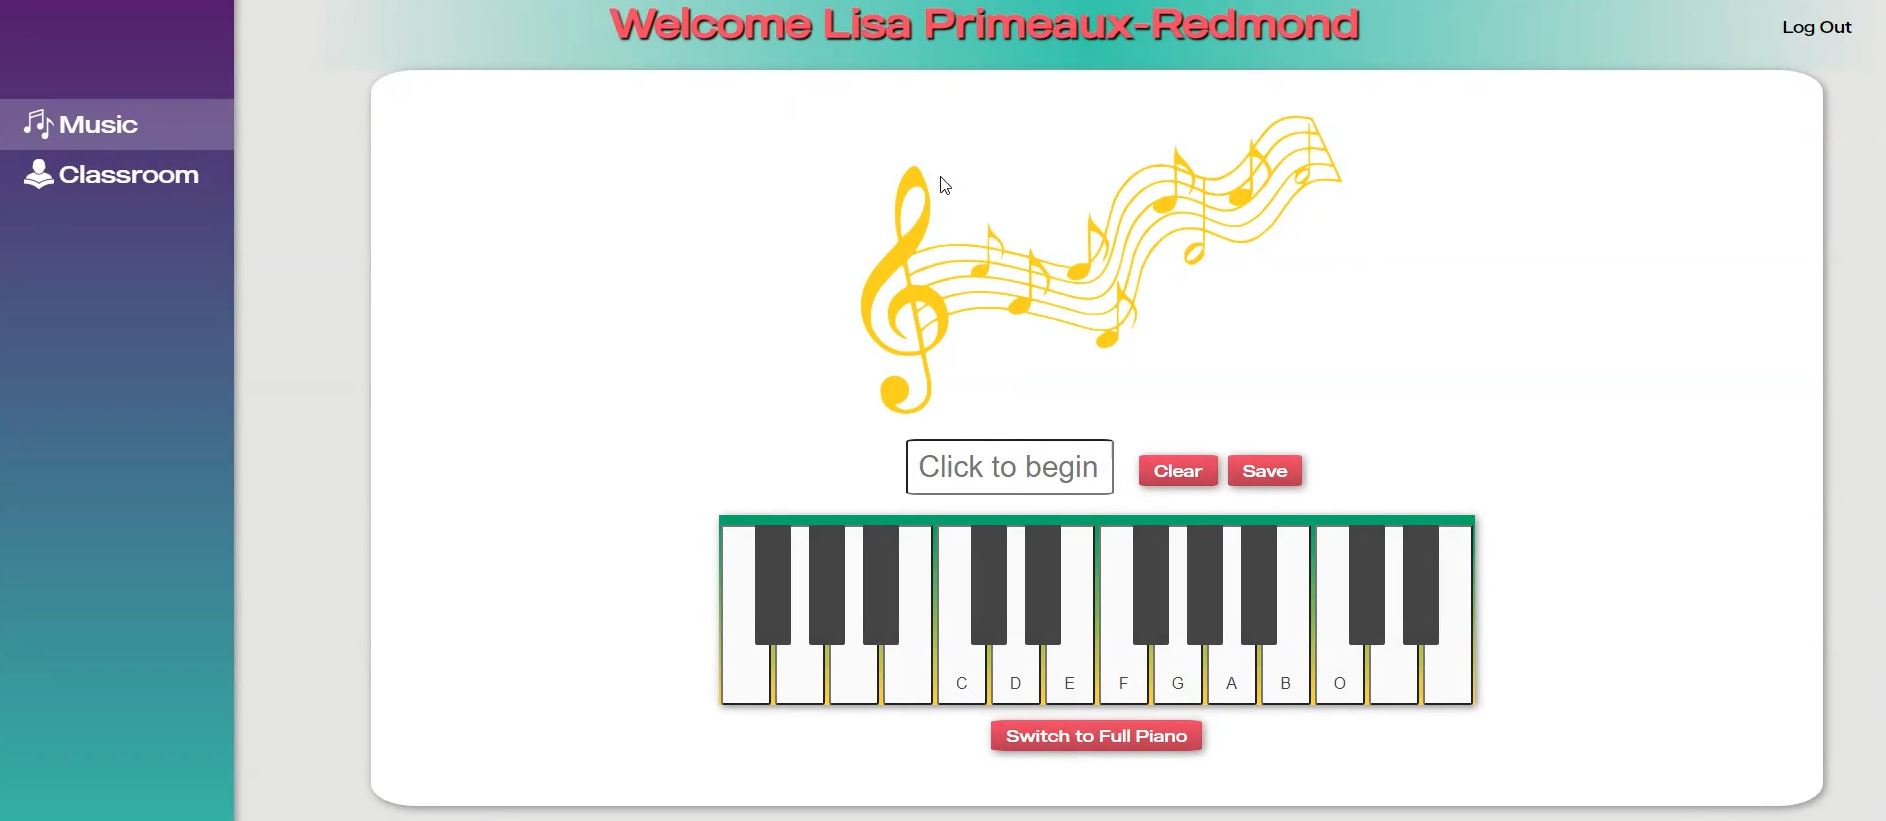 Welcome Lisa Primeaux-Redmond
Log Out
Music
Classroom
Click to begin
Clear
Save
C D E F G A B O
Switch to Full Piano